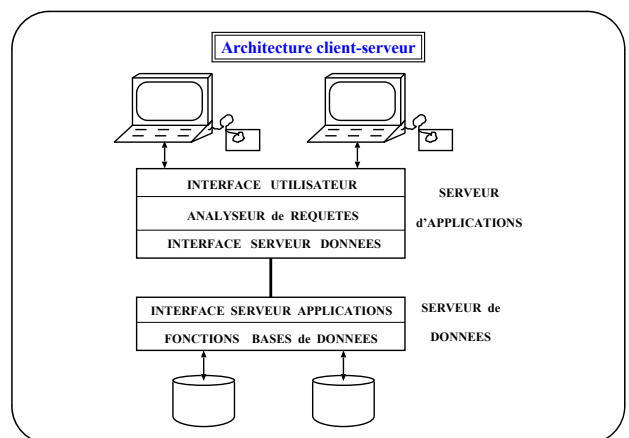 Architecture client-serveur
INTERFACE UTILISATEUR
ANALYSEUR de REQUETES
INTERFACE SERVEUR DONNEES
SERVEUR
d'APPLICATIONS
INTERFACE SERVEUR APPLICATIONS
FONCTIONS BASES de DONNEES
SERVEUR de
DONNEES